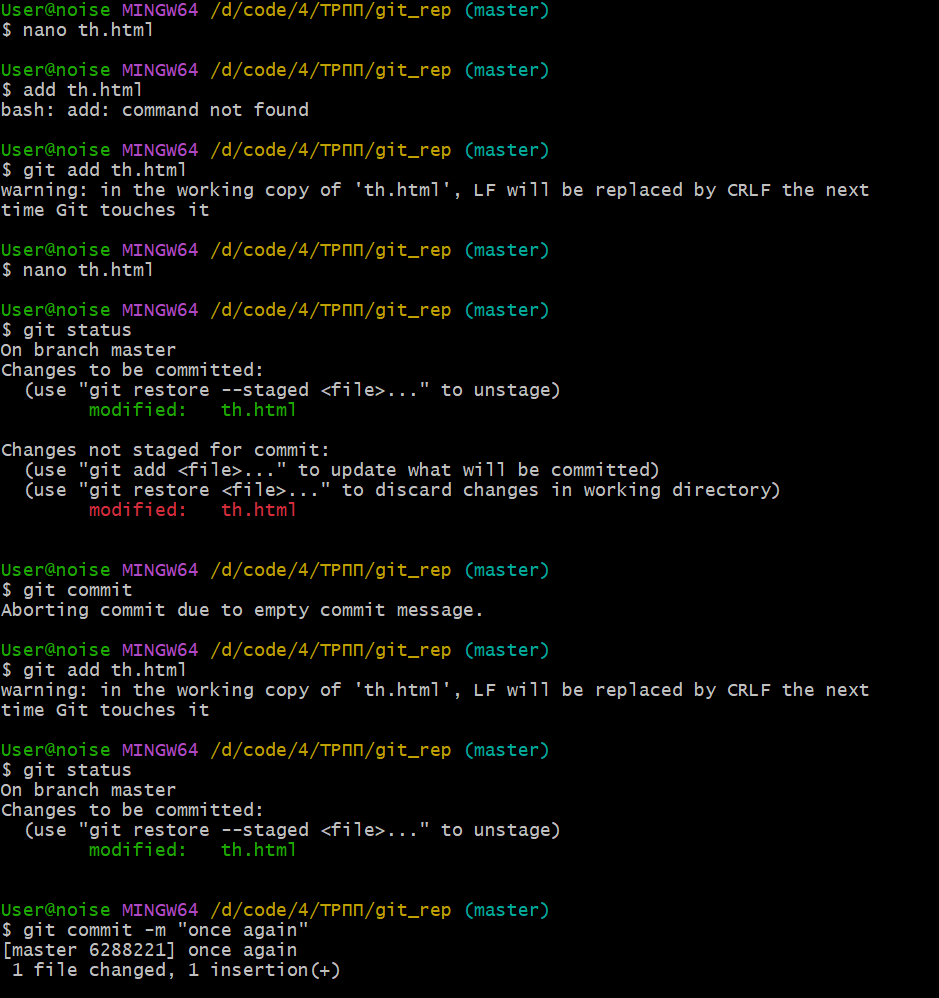 User@noise MINGW64 /d/code/4/ТРПП/git_rep (master)
$ nano th.html
User@noise MINGW64 /d/code/4/ТРПП/git_rep (master)
$ add th.html
bash: add: command not found
User@noise MINGW64 /d/code/4/ТРПП/git_rep (master)
$ git add th.html
warning: in the working copy of 'th.html', LF will be replaced by CRLF the next
time Git touches it
User@noise MINGW64 /d/code/4/ТРПП/git_rep (master)
$ nano th.html
User@noise MINGW64 /d/code/4/ТРПП/git_rep (master)
$ git status
On branch master
Changes to be committed:
  (use "git restore --staged <file>..." to unstage)
        modified:   th.html
Changes not staged for commit:
  (use "git add <file>..." to update what will be committed)
  (use "git restore <file>..." to discard changes in working directory)
        modified:   th.html
User@noise MINGW64 /d/code/4/ТРПП/git_rep (master)
$ git commit
Aborting commit due to empty commit message.
User@noise MINGW64 /d/code/4/ТРПП/git_rep (master)
$ git add th.html
warning: in the working copy of 'th.html', LF will be replaced by CRLF the next
time Git touches it
User@noise MINGW64 /d/code/4/ТРПП/git_rep (master)
$ git status
On branch master
Changes to be committed:
  (use "git restore --staged <file>..." to unstage)
        modified:   th.html
User@noise MINGW64 /d/code/4/ТРПП/git_rep (master)
$ git commit -m "once again"
[master 6288221] once again
 1 file changed, 1 insertion(+)